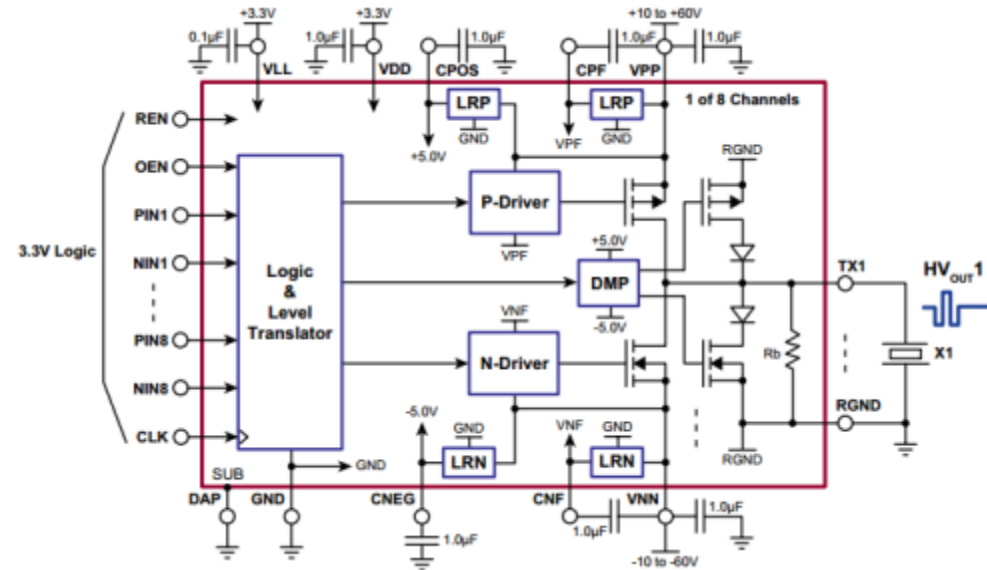 +3.3V
+3.3V
+10 to +60V
0.1µF
1.0µF
1.0µF
1.0µF
1.0µF
VLL
VDD
CPOS
CPF
VPP
1 of 8 Channels
LRP
LRP
REN
GND
GND
RGND
+5.0V
VPF
OEN
P-Driver
PIN1
VPF
+5.0V
3.3V Logic
NIN1
Logic
&
Level
Translator
DMP
TX1
HVOUT1
-5.0V
VNF
PIN8
N-Driver
Rb
X1
NIN8
-5.0V
GND
VNF
GND
RGND
CLK
LRN
LRN
RGND
GND
SUB
DAP
GND
CNEG
CNF
VNN
1.0µF
1.0µF
1.0µF
-10 to -60V